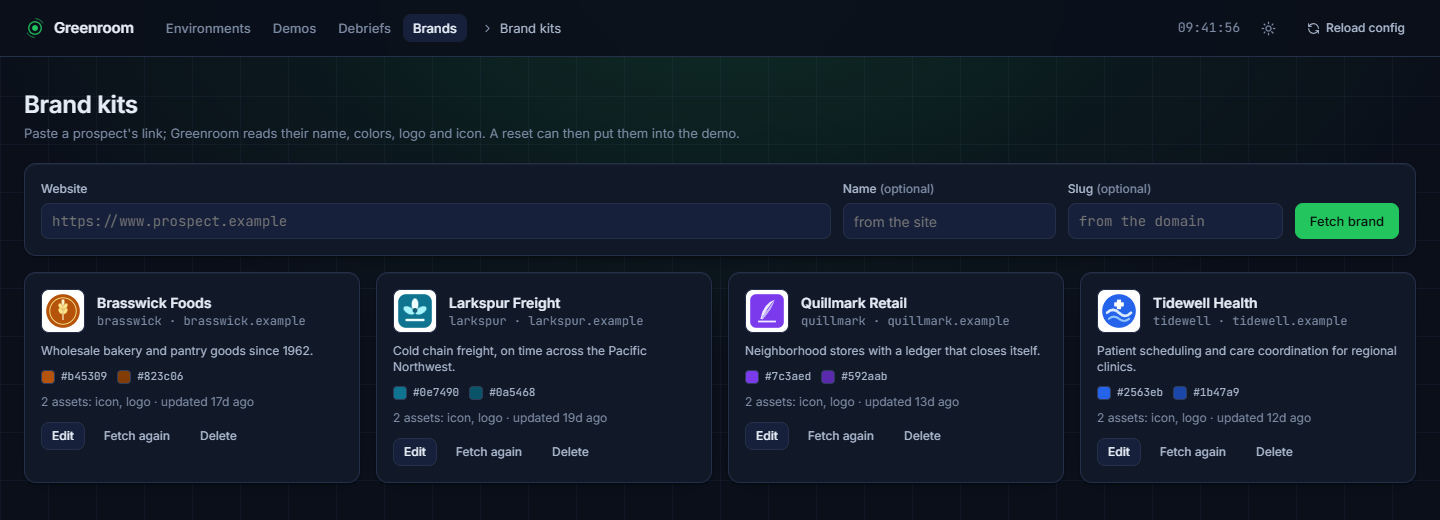 Greenroom
Environments
Demos
Debriefs
Brands
Brand kits
09:41:56
Reload config
Brand kits
Paste a prospect's link; Greenroom reads their name, colors, logo and icon. A reset can then put them into the demo.
Website
Name (optional)
Slug (optional)
https://www.prospect.example
from the site
from the domain
Fetch brand
Brasswick Foods
brasswick · brasswick.example
Wholesale bakery and pantry goods since 1962.
#b45309 #823c06
2 assets: icon, logo · updated 17d ago
Edit Fetch again Delete
Larkspur Freight
larkspur · larkspur.example
Cold chain freight, on time across the Pacific
Northwest.
#0e7490 #0a5468
2 assets: icon, logo · updated 19d ago
Edit Fetch again Delete
Quillmark Retail
quillmark · quillmark.example
Neighborhood stores with a ledger that closes itself.
#7c3aed #592aab
2 assets: icon, logo · updated 13d ago
Edit Fetch again Delete
Tidewell Health
tidewell · tidewell.example
Patient scheduling and care coordination for regional
clinics.
#2563eb #1b47a9
2 assets: icon, logo · updated 12d ago
Edit Fetch again Delete